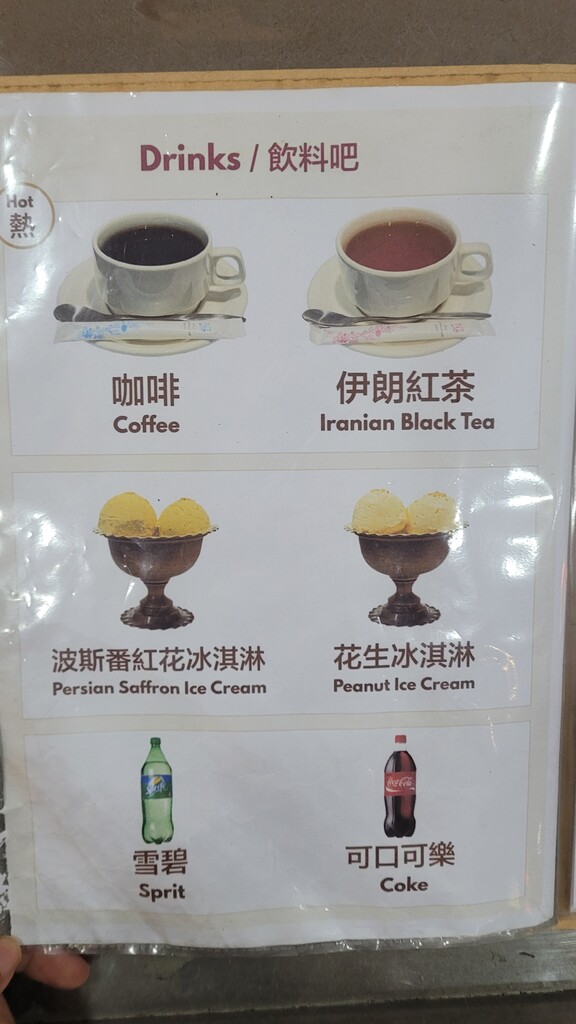 Drinks / 飲料吧
Hot
熱
咖啡
Coffee
伊朗紅茶
Iranian Black Tea
波斯番紅花冰淇淋
Persian Saffron Ice Cream
花生冰淇淋
Peanut Ice Cream
Coca-Cola
雪碧
Sprit
可口可樂
Coke